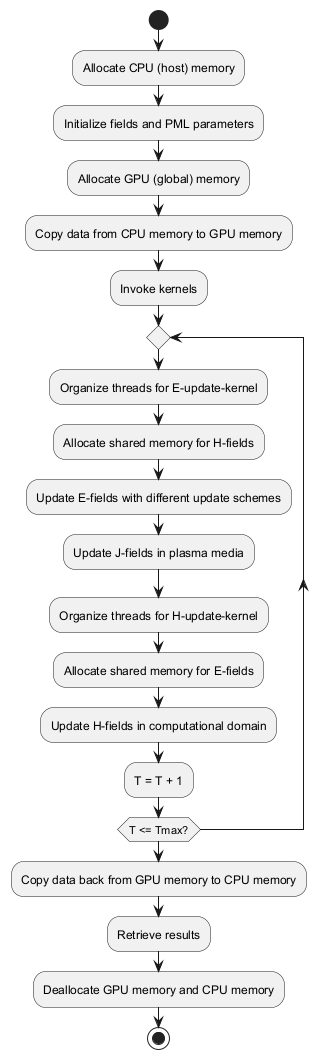 Allocate CPU (host) memory
Initialize fields and PML parameters
Allocate GPU (global) memory
Copy data from CPU memory to GPU memory
Invoke kernels
Organize threads for E-update-kernel
Allocate shared memory for H-fields
Update E-fields with different update schemes
Update J-fields in plasma media
Organize threads for H-update-kernel
Allocate shared memory for E-fields
Update H-fields in computational domain
T = T + 1
T <= Tmax?
Copy data back from GPU memory to CPU memory
Retrieve results
Deallocate GPU memory and CPU memory